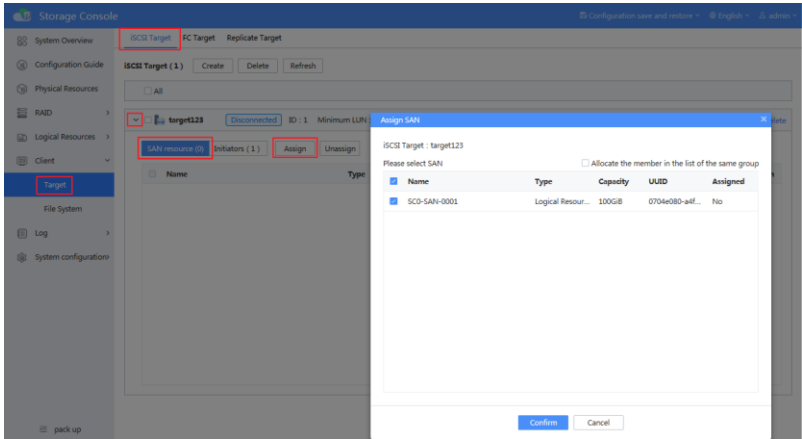 Storage Console
Configuration save and restore
English
admin
System Overview
Configuration Guide
Physical Resources
RAID
Logical Resources
Client
Target
File System
Log
System configuration
pack up
iSCSI Target FC Target Replicate Target
iSCSI Target ( 1 ) Create Delete Refresh
All
target123 Disconnected ID : 1 Minimum LUN
SAN resource (0) Initiators ( 1 ) Assign Unassign
Name Type
Assign SAN
iSCSI Target : target123
Please select SAN Allocate the member in the list of the same group
Name Type Capacity UUID Assigned
SC0-SAN-0001 Logical Resour... 100GiB 0704e080-a4f... No
Confirm Cancel